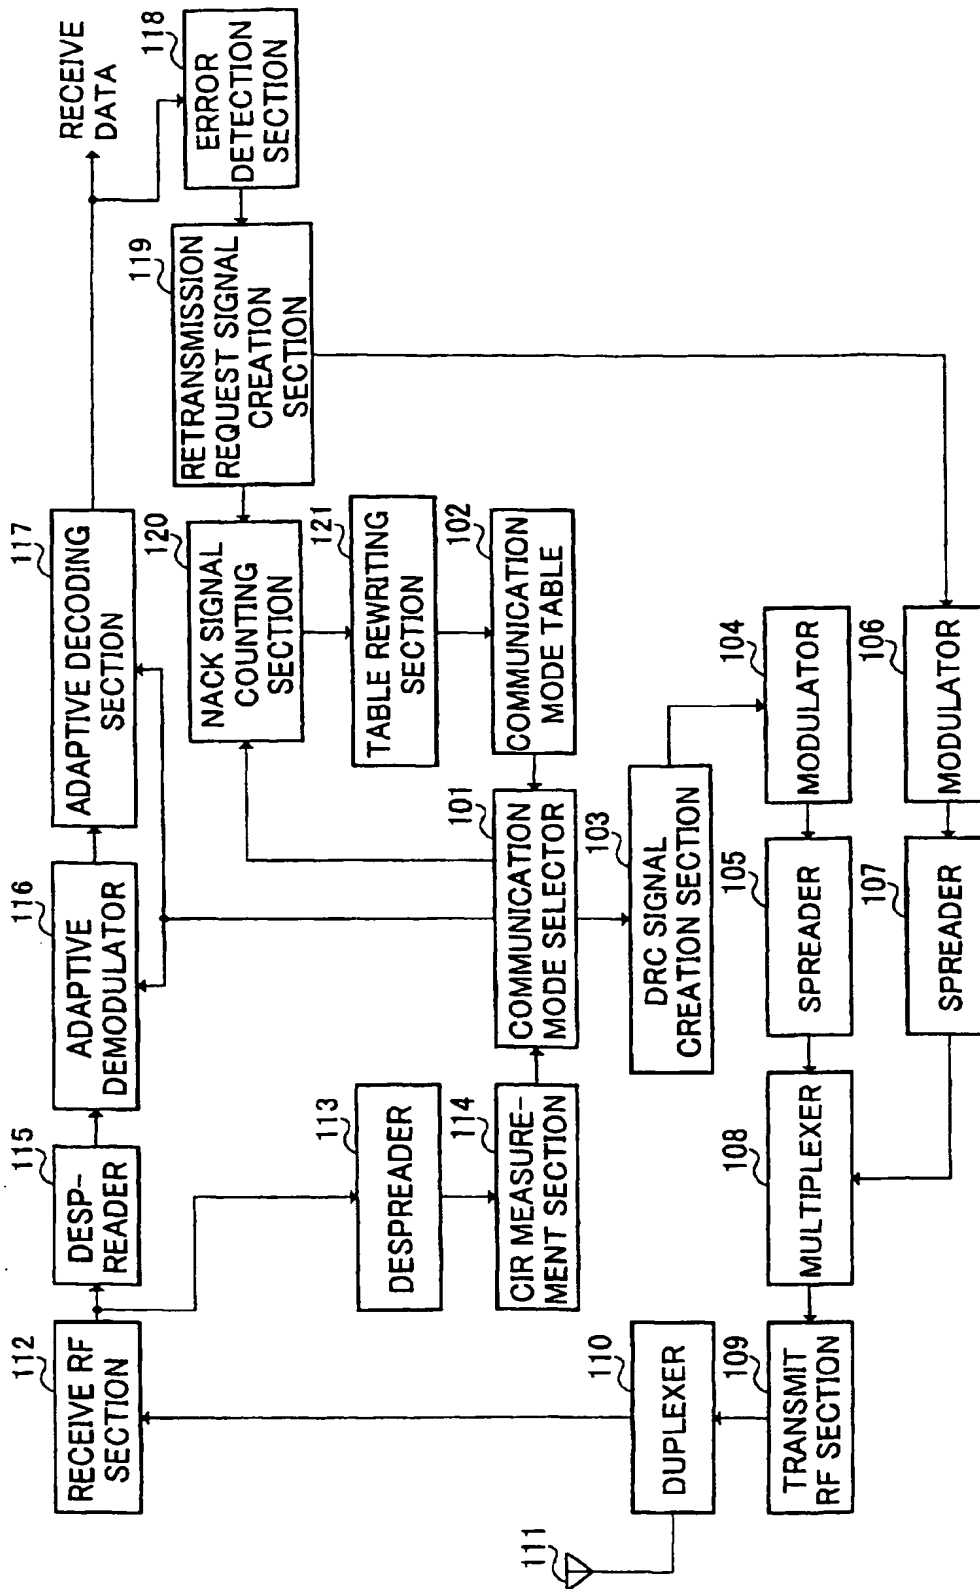 112
RECEIVE RF
SECTION
115
DESP-
READER
116
ADAPTIVE
DEMODULATOR
117
ADAPTIVE DECODING
SECTION
RECEIVE
DATA
118
ERROR
DETECTION
SECTION
119
RETRANSMISSION
REQUEST SIGNAL
CREATION
SECTION
120
NACK SIGNAL
COUNTING
SECTION
121
TABLE REWRITING
SECTION
102
COMMUNICATION
MODE TABLE
113
DESPREADER
114
CIR MEASURE-
MENT SECTION
101
COMMUNICATION
MODE SELECTOR
103
DRC SIGNAL
CREATION SECTION
104
MODULATOR
105
SPREADER
106
MODULATOR
107
SPREADER
108
MULTIPLEXER
109
TRANSMIT
RF SECTION
110
DUPLEXER
111